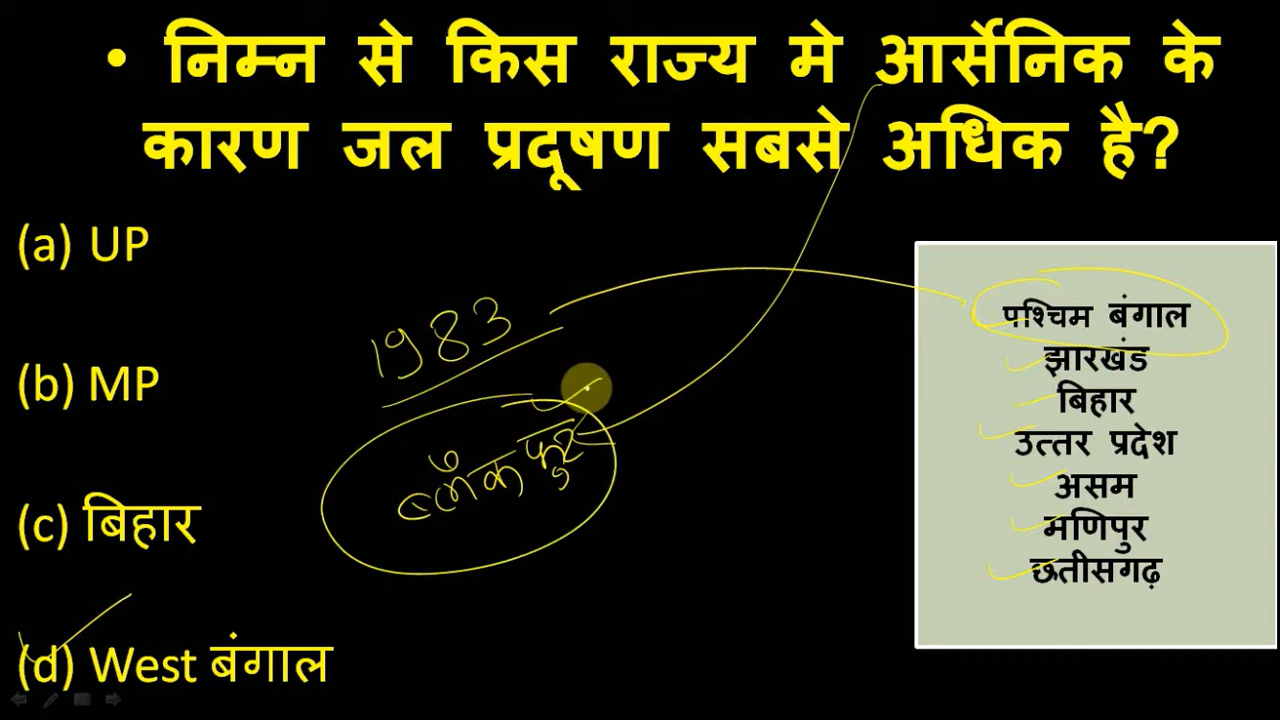 • निम्न से किस राज्य मे आर्सेनिक के
कारण जल प्रदूषण सबसे अधिक है?
(a) UP
(b) MP
(c) बिहार
(d) West बंगाल
1983
ब्लैक फुट
पश्चिम बंगाल
झारखंड
बिहार
उत्तर प्रदेश
असम
मणिपुर
छतीसगढ़